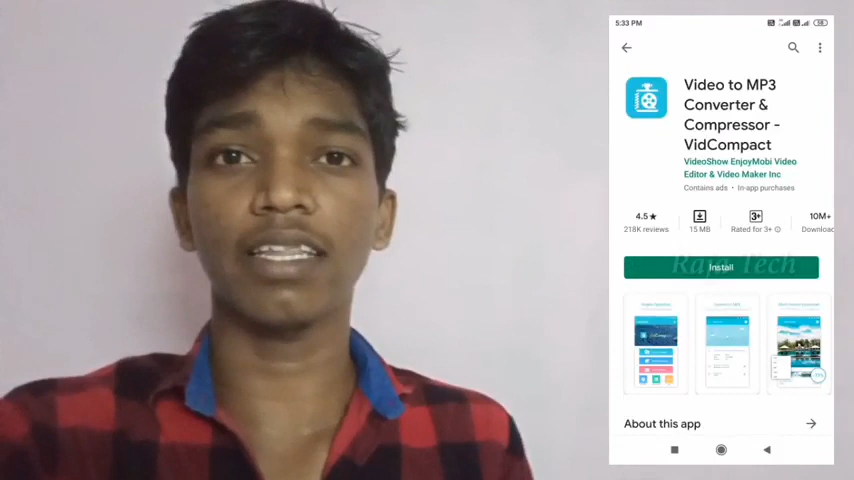 5:33 PM
Video to MP3
Converter &
Compressor -
VidCompact
VideoShow EnjoyMobi Video
Editor & Video Maker Inc
Contains ads • In-app purchases
4.5★
218K reviews
15 MB
3+
Rated for 3+
10M+
Downloa
Raja Tech
Install
About this app